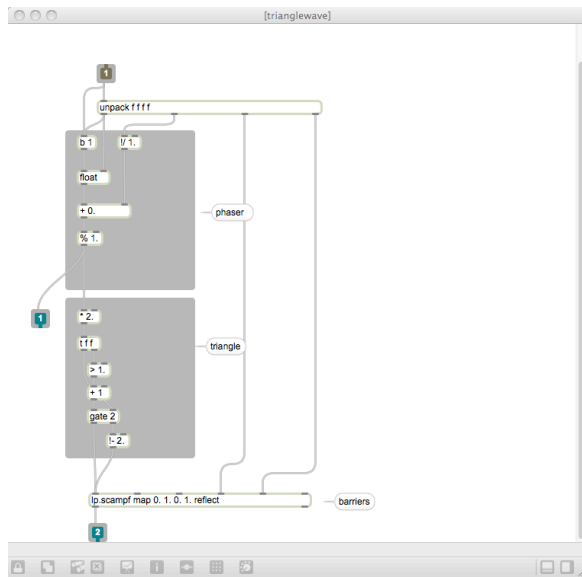 [trianglewave]
1
unpack f f f f
b 1
!/ 1.
float
+ 0.
phaser
% 1.
1
* 2.
t f f
triangle
> 1.
+ 1
gate 2
!- 2.
lp.scampf map 0. 1. 0. 1. reflect
barriers
2